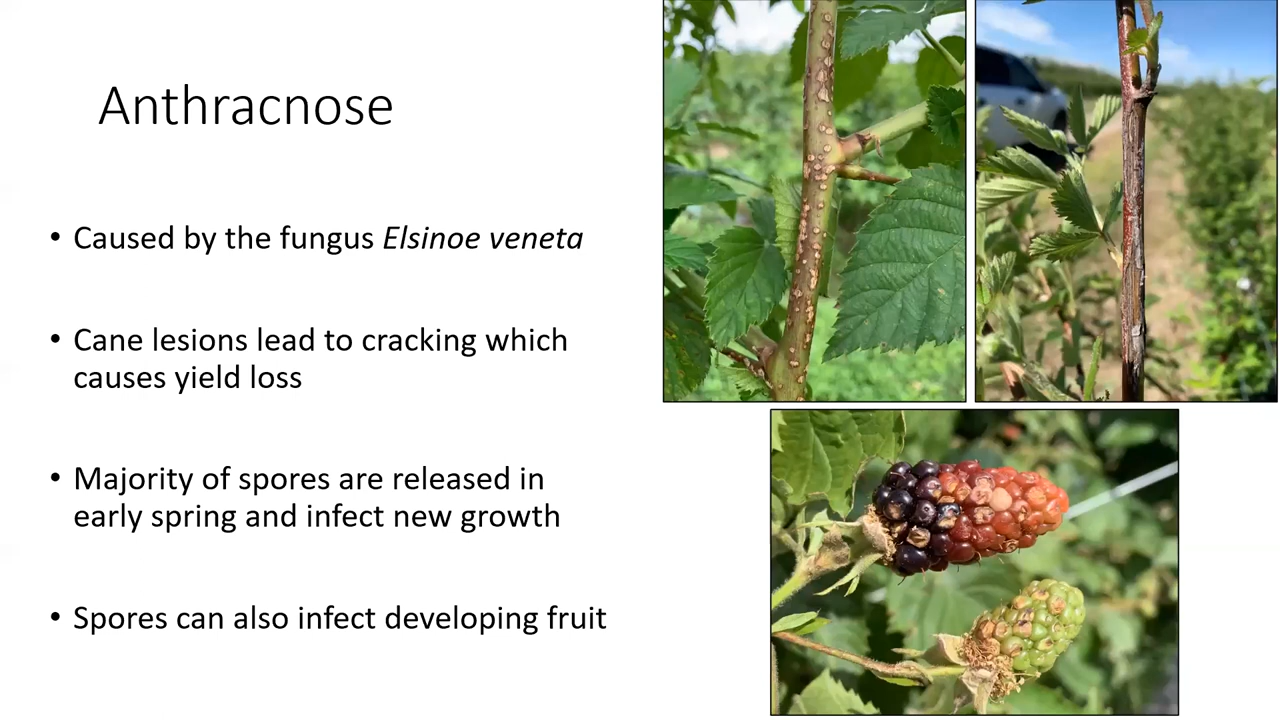 Anthracnose
• Caused by the fungus Elsinoe veneta
• Cane lesions lead to cracking which
causes yield loss
• Majority of spores are released in
early spring and infect new growth
• Spores can also infect developing fruit